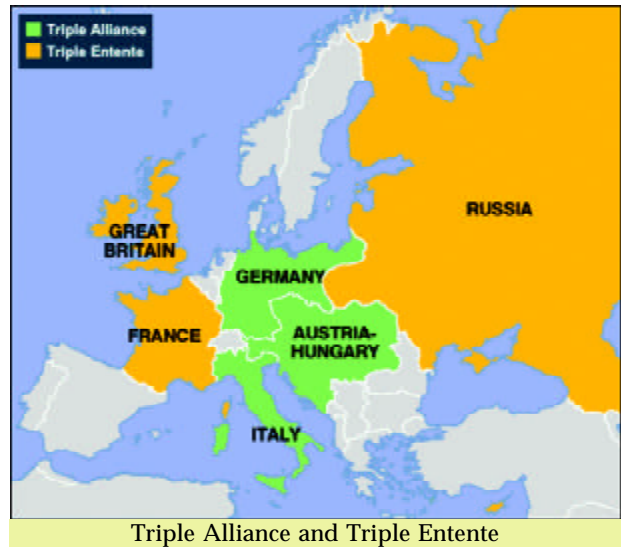 Triple Alliance
Triple Entente
RUSSIA
GREAT
BRITAIN
GERMANY
FRANCE
AUSTRIA-
HUNGARY
ITALY
Triple Alliance and Triple Entente